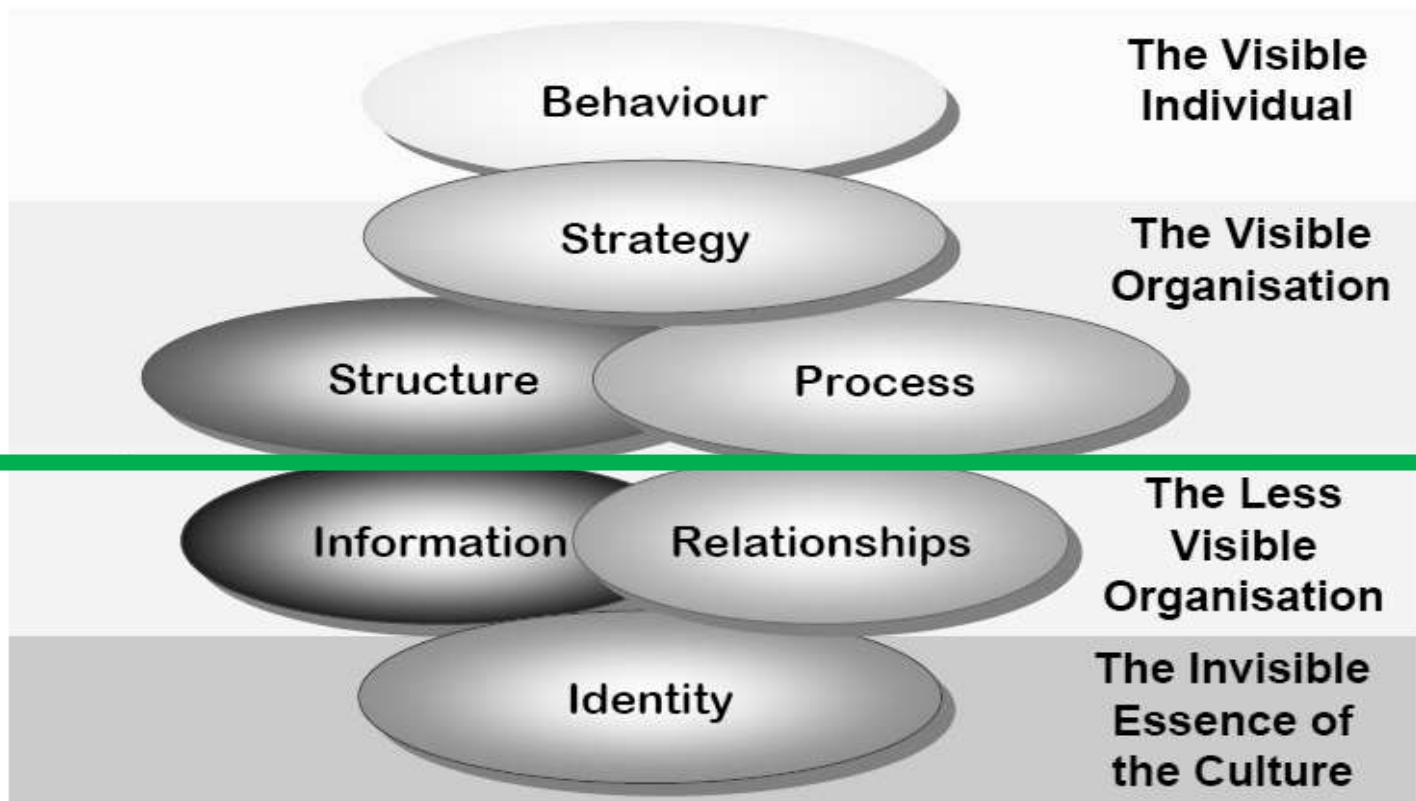 Behaviour
The Visible
Individual
Strategy
The Visible
Organisation
Structure
Process
Information
Relationships
The Less
Visible
Organisation
Identity
The Invisible
Essence of
the Culture